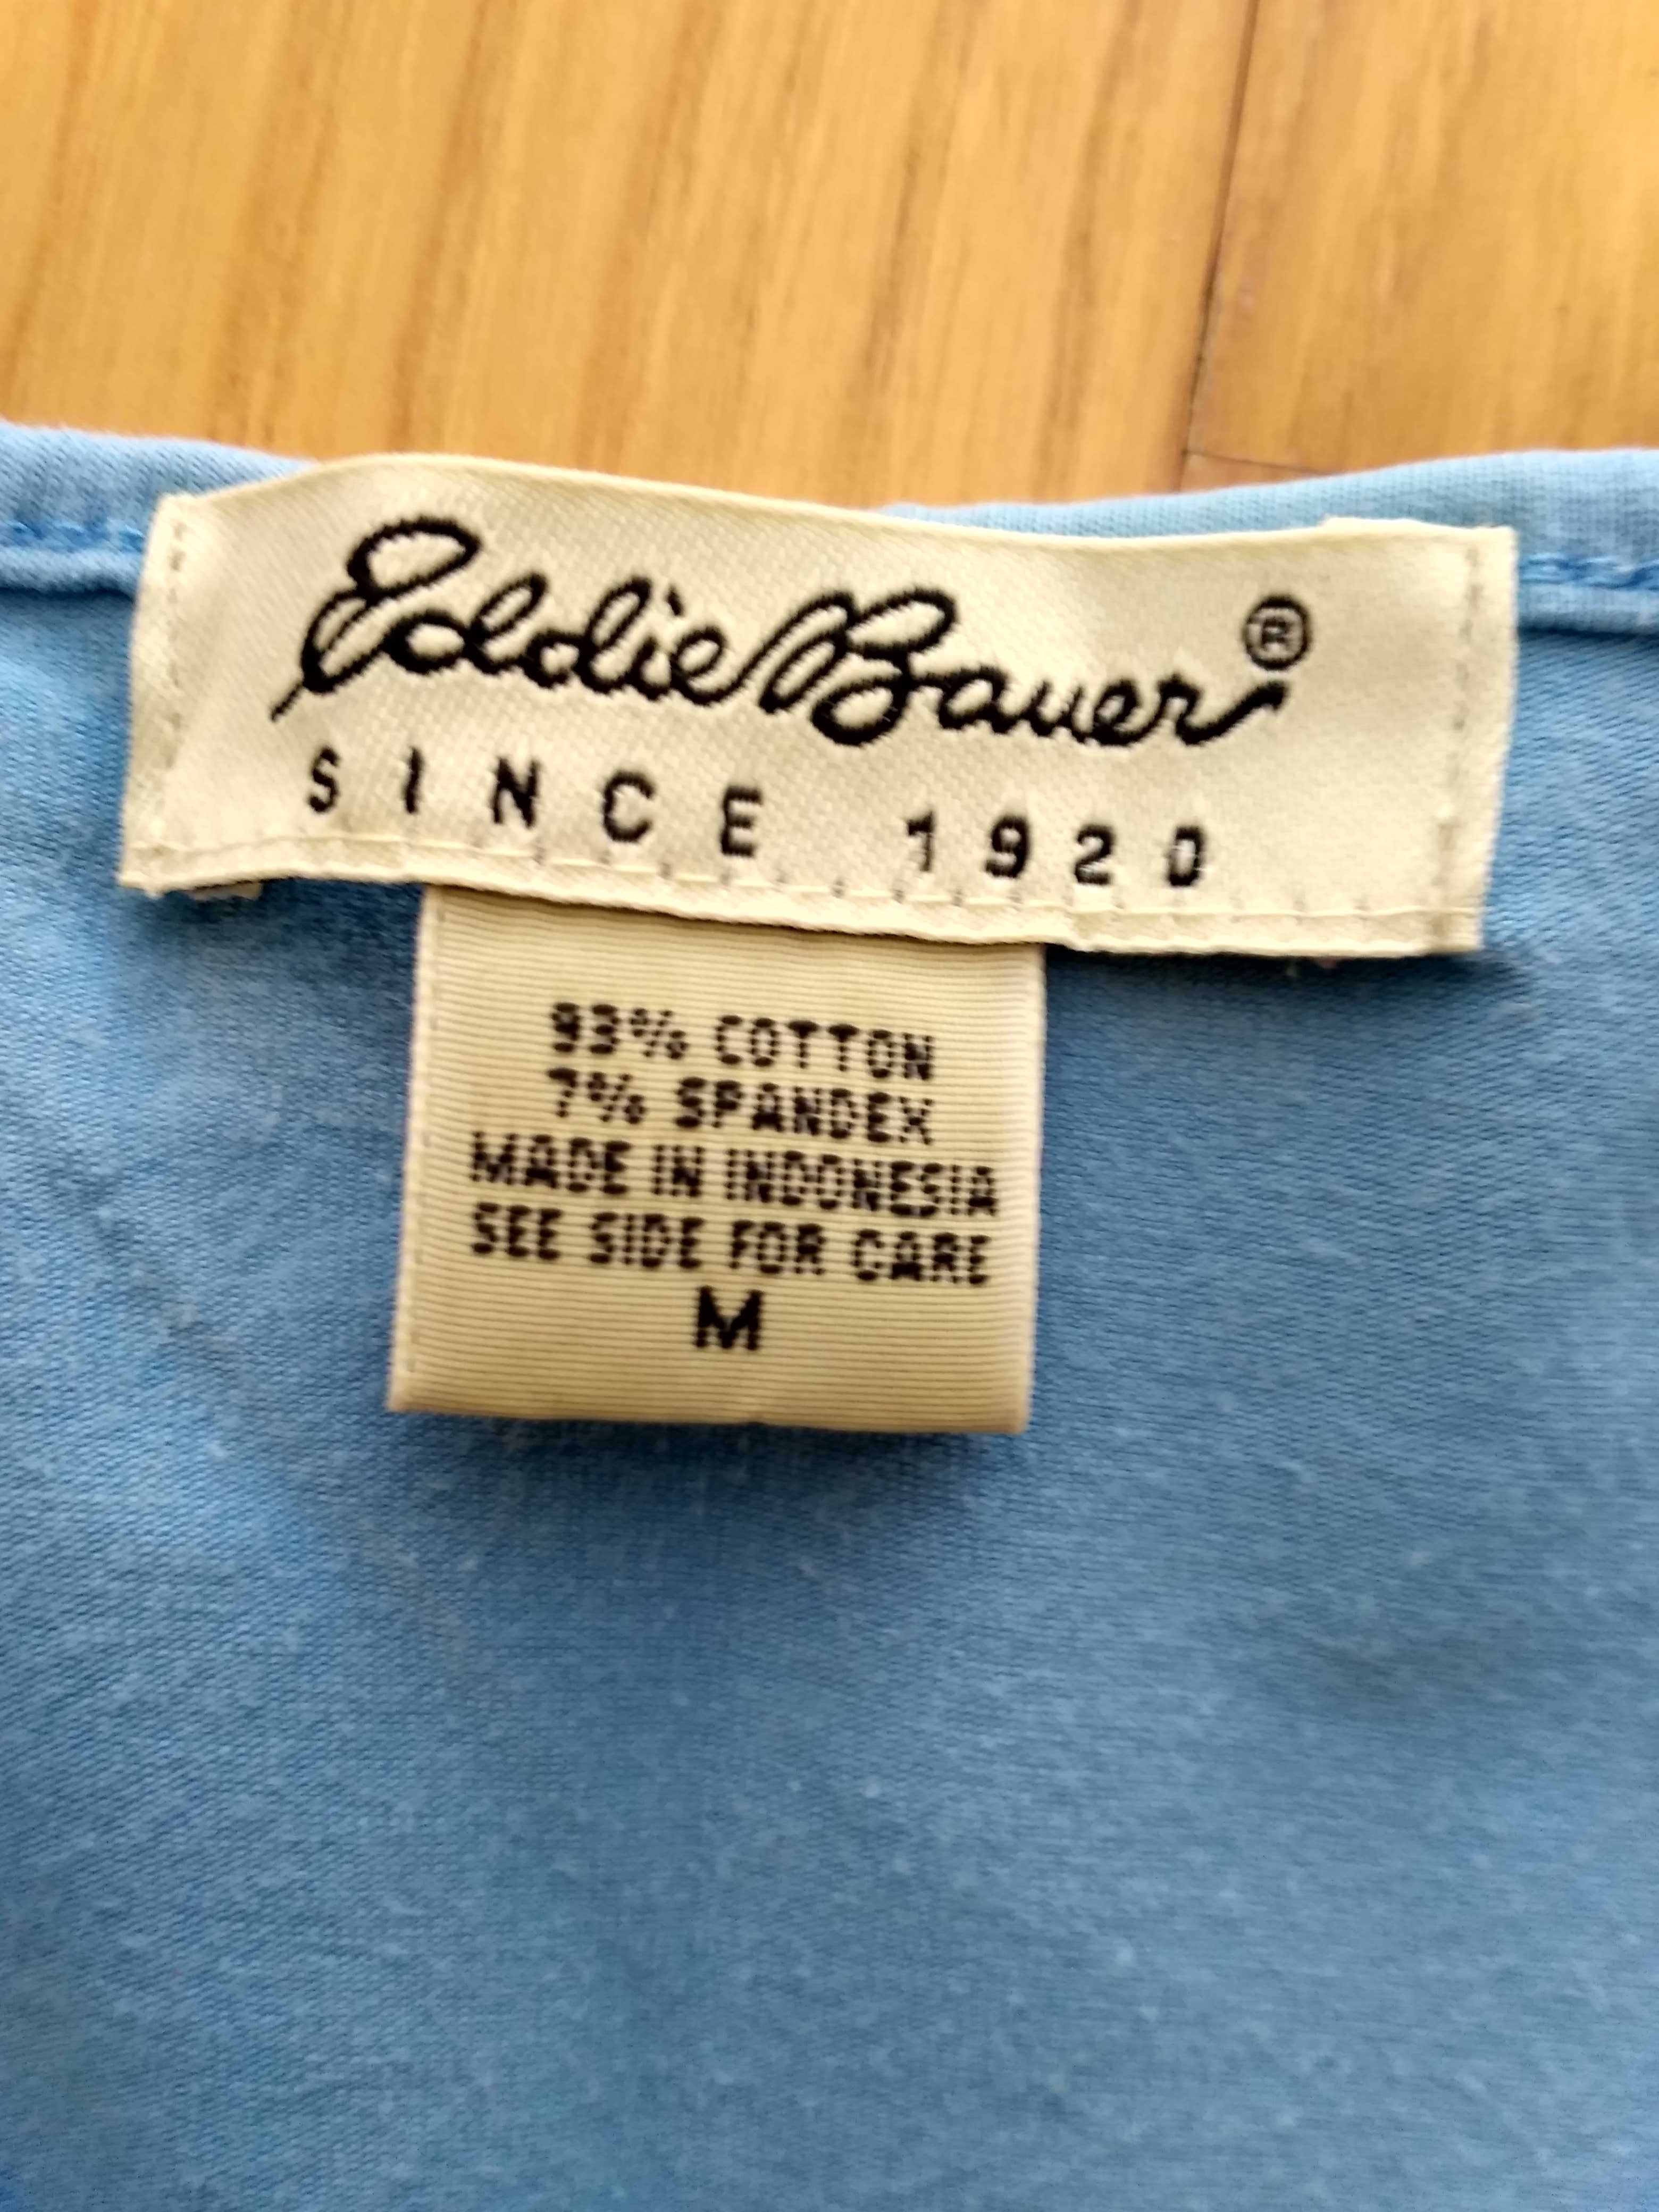 Eddie Bauer®
SINCE 1920
93% COTTON
7% SPANDEX
MADE IN INDONESIA
SEE SIDE FOR CARE
M